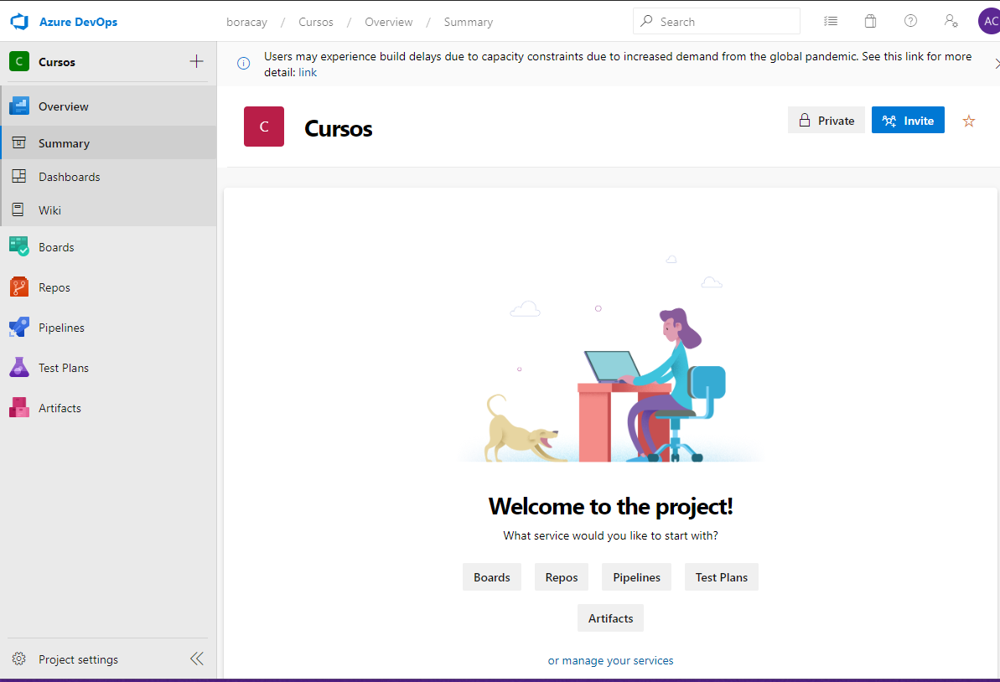 Azure DevOps
boracay / Cursos / Overview / Summary
Search
AC
C Cursos
Users may experience build delays due to capacity constraints due to increased demand from the global pandemic. See this link for more
detail: link
Overview
Summary
Dashboards
Wiki
Boards
Repos
Pipelines
Test Plans
Artifacts
Project settings
C Cursos
Private
Invite
Welcome to the project!
What service would you like to start with?
Boards Repos Pipelines Test Plans
Artifacts
or manage your services